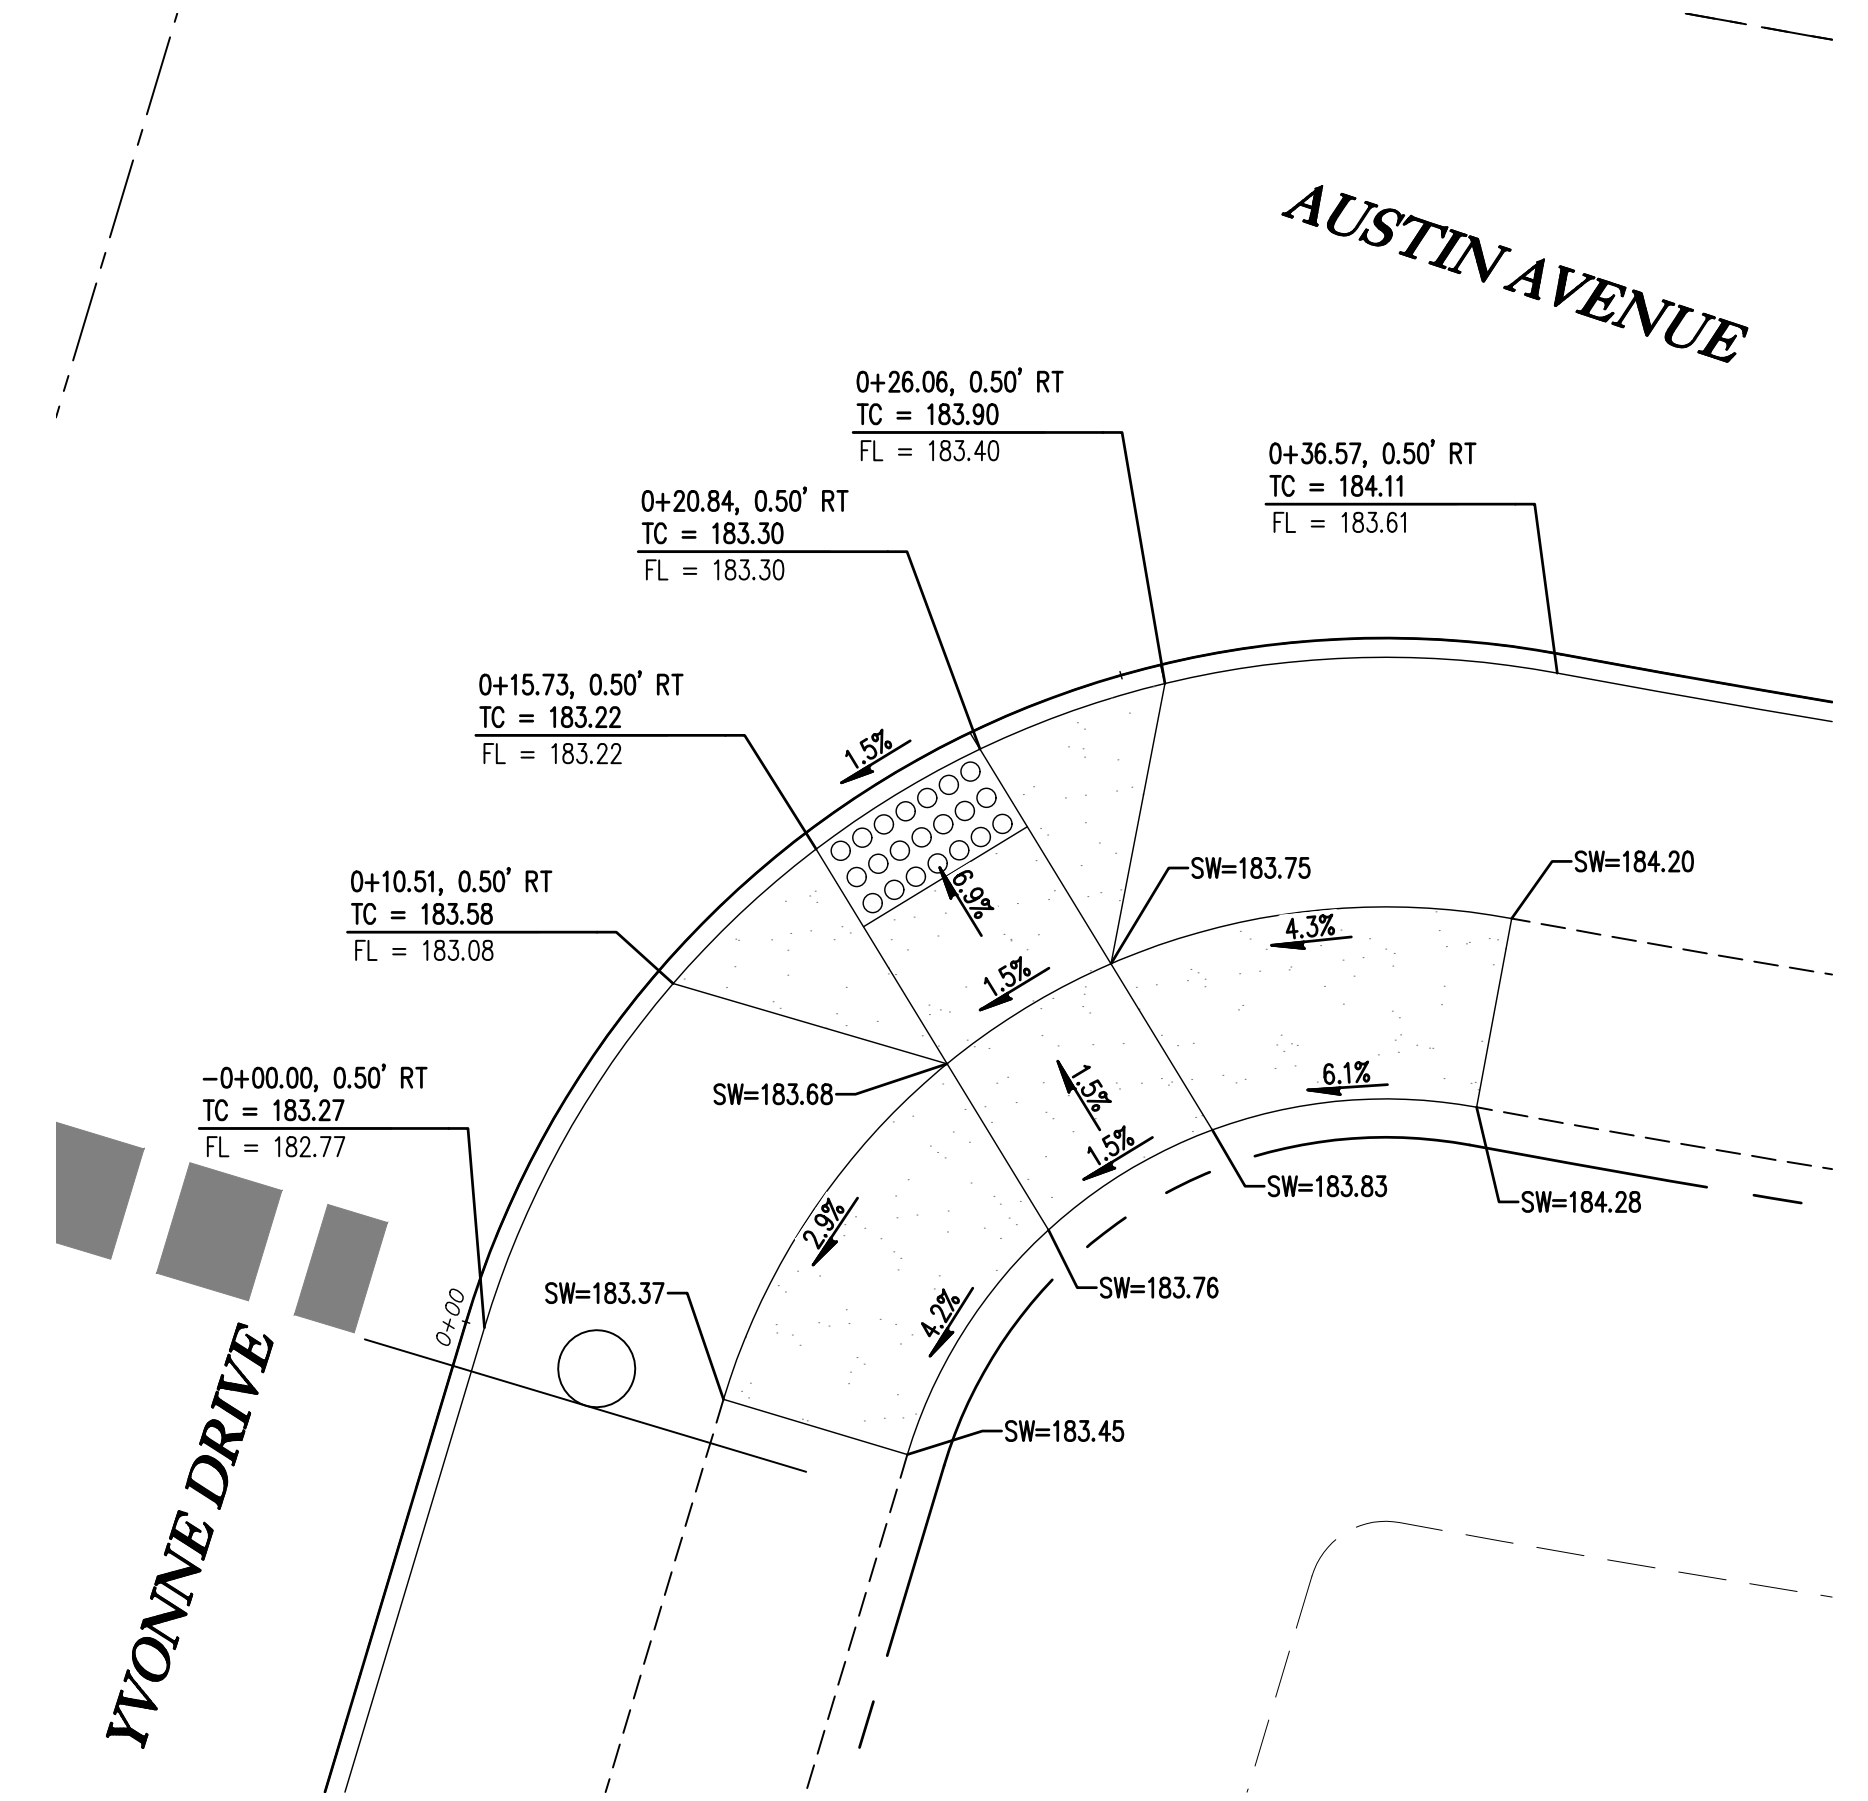 AUSTIN AVENUE
0+26.06, 0.50' RT
TC = 183.90
FL = 183.40
0+36.57, 0.50' RT
TC = 184.11
FL = 183.61
0+20.84, 0.50' RT
TC = 183.30
FL = 183.30
0+15.73, 0.50' RT
TC = 183.22
FL = 183.22
1.5%
0+10.51, 0.50' RT
TC = 183.58
FL = 183.08
6.9%
SW=183.75
SW=184.20
4.3%
1.5%
-0+00.00, 0.50' RT
TC = 183.27
FL = 182.77
SW=183.68
1.5%
6.1%
1.5%
SW=183.83
SW=184.28
2.9%
SW=183.37
SW=183.76
4.2%
0+00
SW=183.45
YVONNE DRIVE